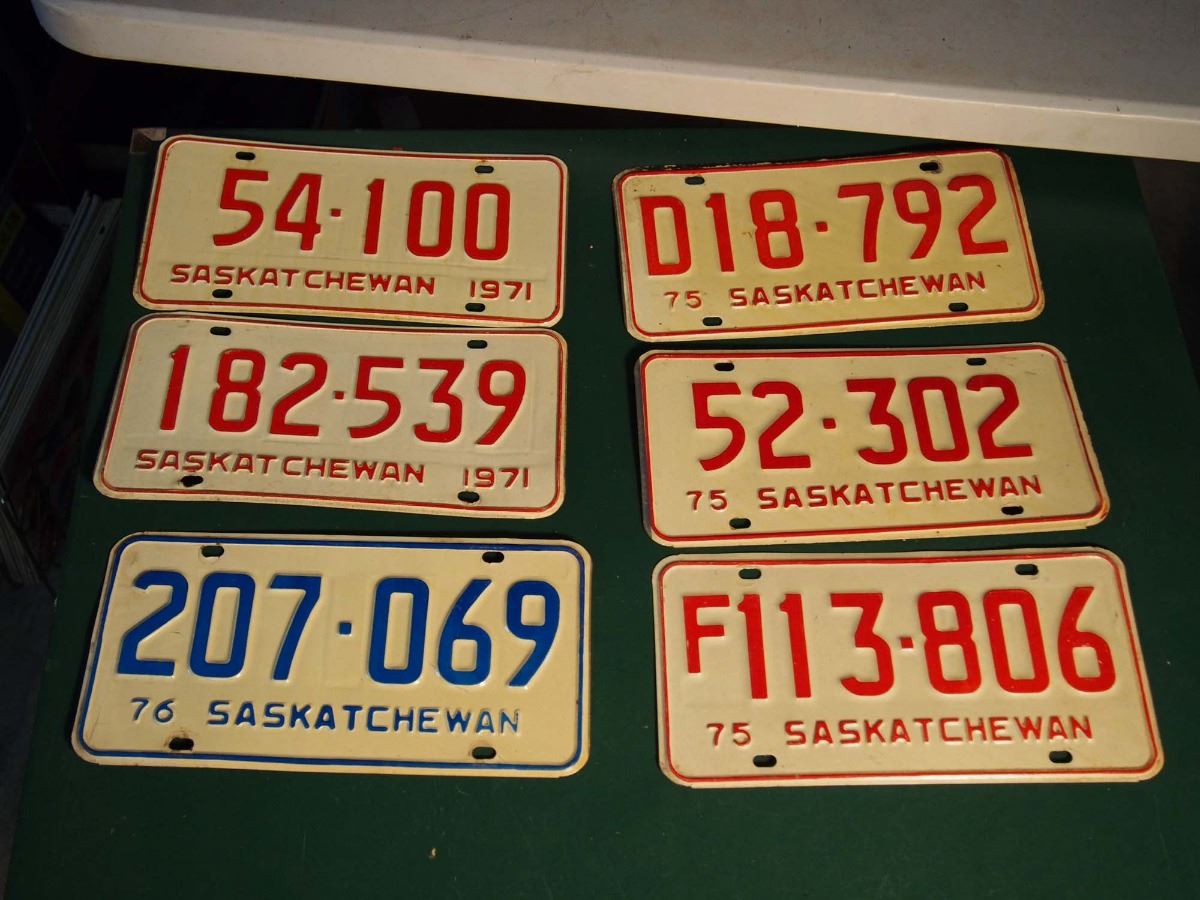 54·100
SASKATCHEWAN 1971
D18·792
75 SASKATCHEWAN
182·539
SASKATCHEWAN 1971
52·302
75 SASKATCHEWAN
207·069
76 SASKATCHEWAN
F113·806
75 SASKATCHEWAN